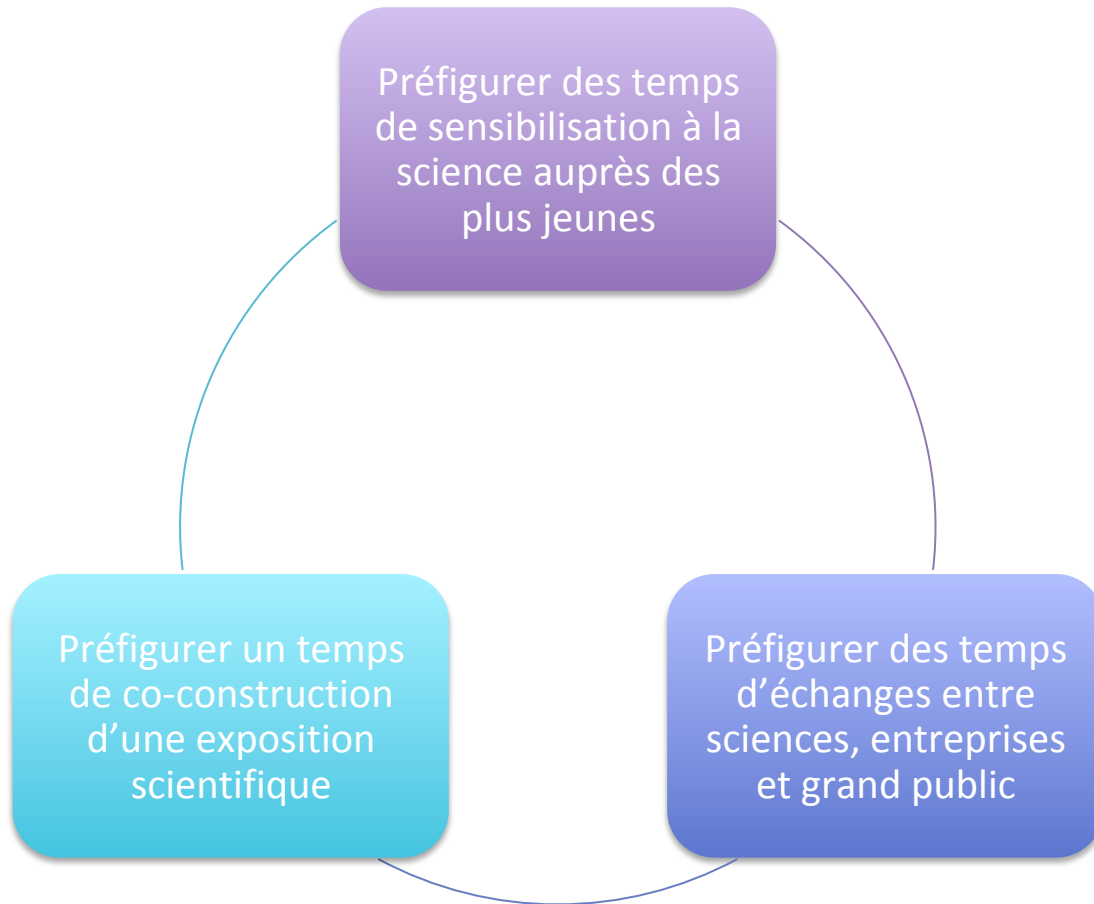 Préfigurer des temps
de sensibilisation à la
science auprès des
plus jeunes
Préfigurer un temps
de co-construction
d’une exposition
scientifique
Préfigurer des temps
d’échanges entre
sciences, entreprises
et grand public